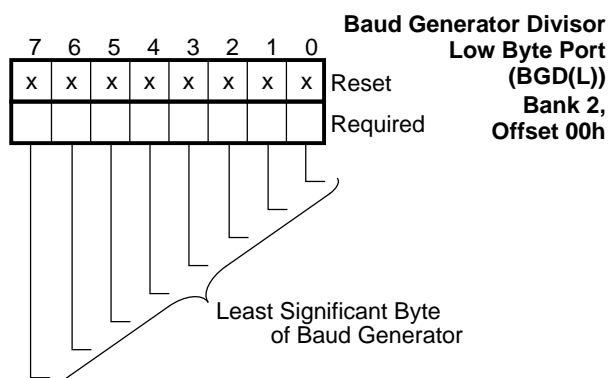 Baud Generator Divisor
Low Byte Port
(BGD(L))
Bank 2,
Offset 00h
7 6 5 4 3 2 1 0
x x x x x x x x Reset
Required
Least Significant Byte
of Baud Generator